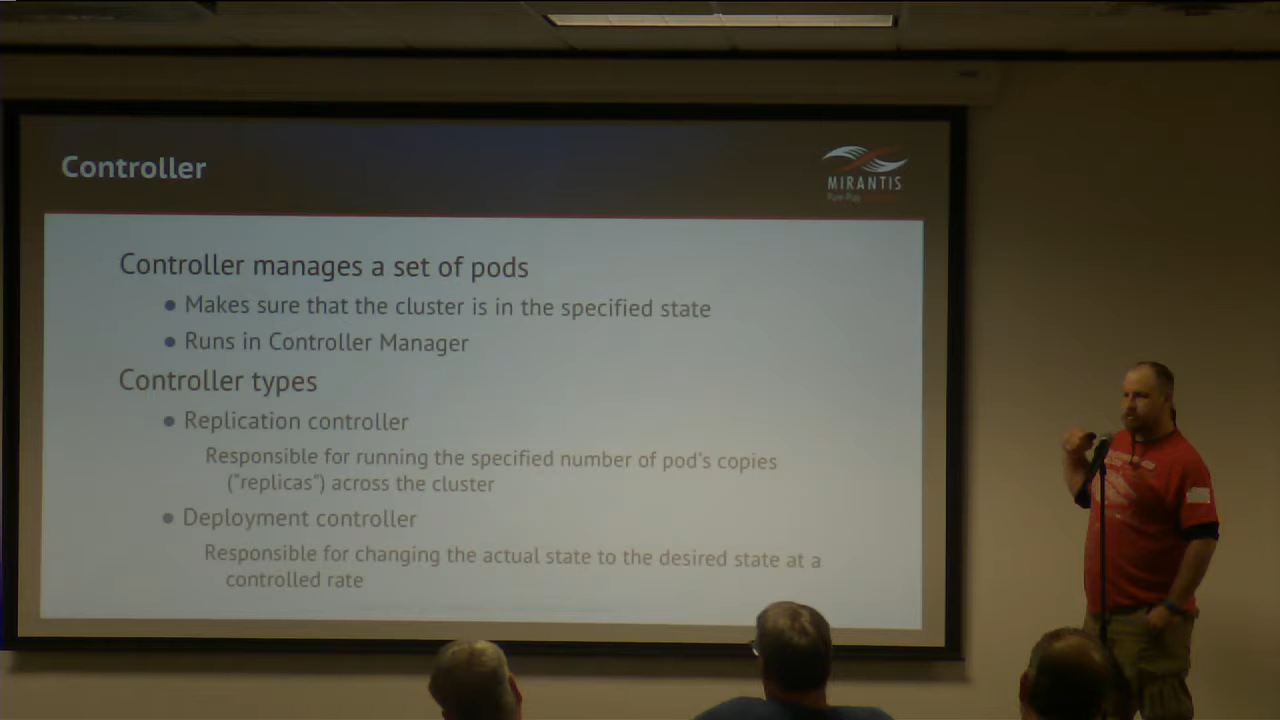 Controller
MIRANTIS
Pure-Play
Controller manages a set of pods
● Makes sure that the cluster is in the specified state
● Runs in Controller Manager
Controller types
● Replication controller
Responsible for running the specified number of pod's copies
("replicas") across the cluster
● Deployment controller
Responsible for changing the actual state to the desired state at a
controlled rate